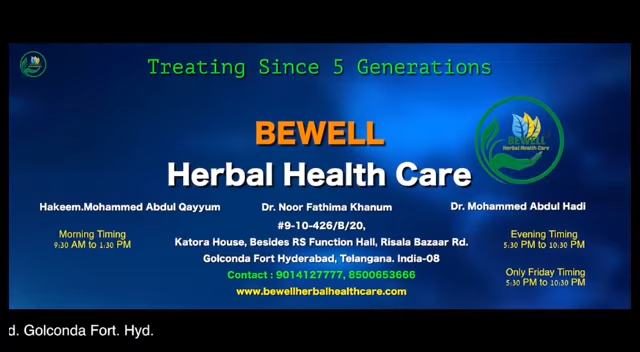 Treating Since 5 Generations
BEWELL
Herbal Health Care
BEWELL
Herbal Health Care
Hakeem.Mohammed Abdul Qayyum
Dr. Noor Fathima Khanum
Dr. Mohammed Abdul Hadi
#9-10-426/B/20,
Morning Timing
9:30 AM to 1:30 PM
Katora House, Besides RS Function Hall, Risala Bazaar Rd.
Evening Timing
5:30 PM to 10:30 PM
Golconda Fort Hyderabad, Telangana. India-08
Contact : 9014127777, 8500653666
Only Friday Timing
5:30 PM to 10:30 PM
www.bewellherbalhealthcare.com
d. Golconda Fort. Hyd.